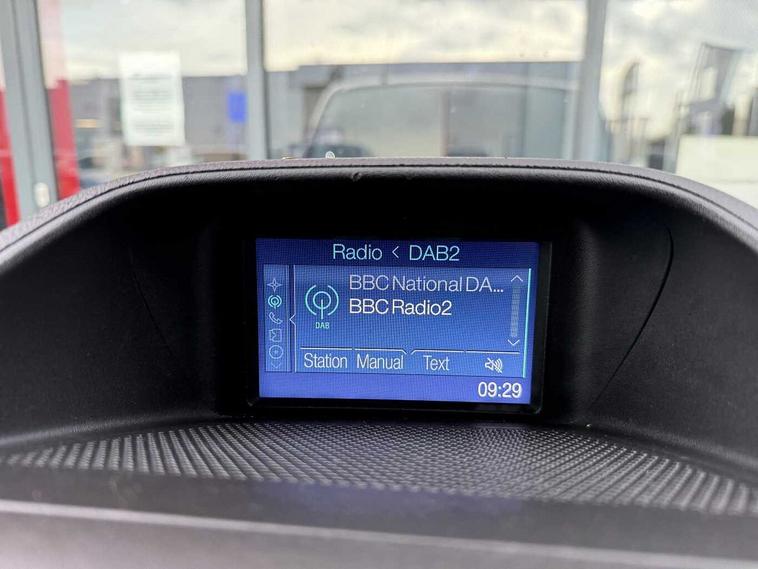 Radio < DAB2
BBC National DA...
BBC Radio2
DAB
Station Manual Text
09:29